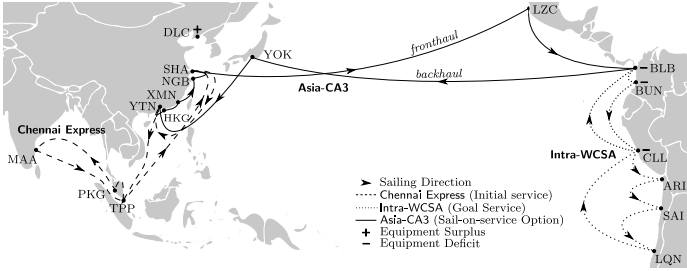 LZC
DLC
+
YOK
fronthaul
SHA
NGB
backhaul
BLB
BUN
Asia-CA3
XMN
YTN
HKG
Chennai Express
MAA
Intra-WCSA
CLL
PKG
TPP
ARI
SAI
LQN
Sailing Direction
Chennai Express (Initial service)
Intra-WCSA (Goal Service)
Asia-CA3 (Sail-on-service Option)
+ Equipment Surplus
− Equipment Deficit